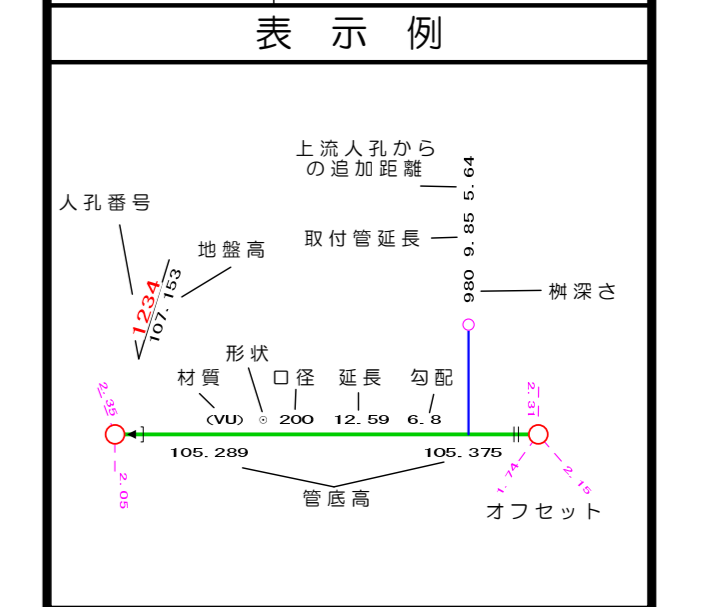 表示例
上流人孔から
の追加距離
980 9.85 5.64
人孔番号
取付管延長
地盤高
桝深さ
1234
107.153
形状
材質
口径
延長
勾配
(VU) ⊙ 200 12.59 6.8
2.35
2.31
105.289
105.375
2.05
1.74
2.15
管底高
オフセット